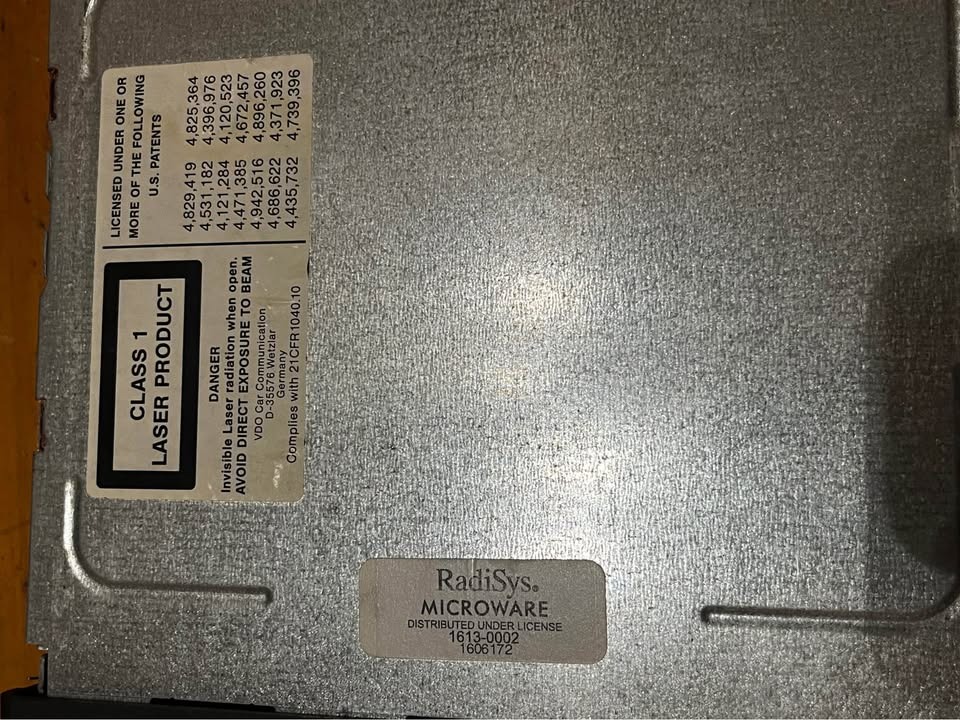 CLASS 1
LASER PRODUCT
DANGER
Invisible Laser radiation when open.
AVOID DIRECT EXPOSURE TO BEAM
VDO Car Communication
D-35576 Wetzlar
Germany
Complies with 21CFR1040.10
LICENSED UNDER ONE OR
MORE OF THE FOLLOWING
U.S. PATENTS
4,829,419 4,825,364
4,531,182 4,396,976
4,121,284 4,120,523
4,471,385 4,672,457
4,942,516 4,896,260
4,686,622 4,371,923
4,435,732 4,739,396
RadiSys®
MICROWARE
DISTRIBUTED UNDER LICENSE
1613-0002
1606172